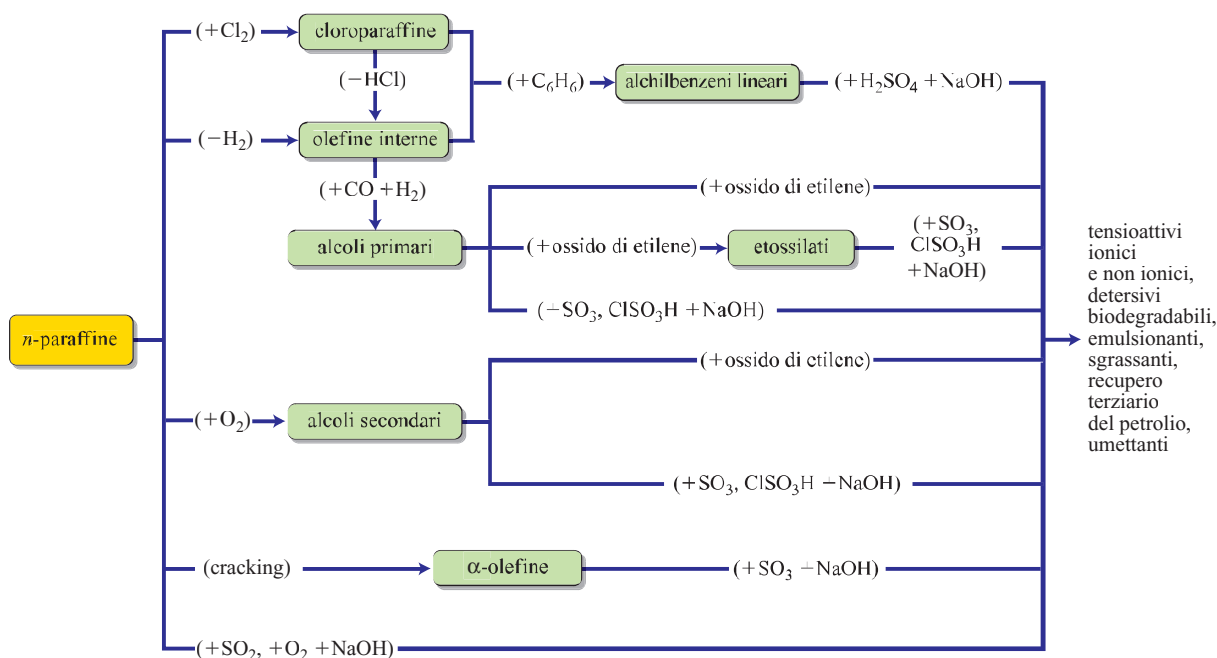 (+Cl2)
cloroparaffine
(−HCl)
(+C6H6)
alchilbenzeni lineari
(+H2SO4 +NaOH)
(−H2)
olefine interne
(+CO +H2)
(+ossido di etilene)
alcoli primari
(+ossido di etilene)
etossilati
(+SO3,
ClSO3H
+NaOH)
(+SO3, ClSO3H +NaOH)
n-paraffine
(+ossido di etilene)
(+O2)
alcoli secondari
(+SO3, ClSO3H +NaOH)
(cracking)
α-olefine
(+SO3 +NaOH)
(+SO2, +O2 +NaOH)
tensioattivi
ionici
e non ionici,
detersivi
biodegradabili,
emulsionanti,
sgrassanti,
recupero
terziario
del petrolio,
umettanti